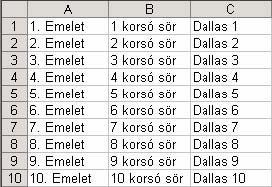 A B C
1 1. Emelet 1 korsó sör Dallas 1
2 2. Emelet 2 korsó sör Dallas 2
3 3. Emelet 3 korsó sör Dallas 3
4 4. Emelet 4 korsó sör Dallas 4
5 5. Emelet 5 korsó sör Dallas 5
6 6. Emelet 6 korsó sör Dallas 6
7 7. Emelet 7 korsó sör Dallas 7
8 8. Emelet 8 korsó sör Dallas 8
9 9. Emelet 9 korsó sör Dallas 9
10 10. Emelet 10 korsó sör Dallas 10